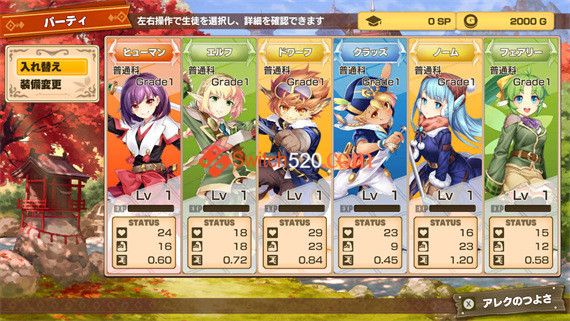 パーティ
左右操作で生徒を選択し、詳細を確認できます
0 SP
2000 G
入れ替え
装備変更
ヒューマン
普通科
Grade1
Lv 1
EXP
STATUS
24
16
0.60
エルフ
普通科
Grade1
Lv 1
EXP
STATUS
18
18
0.72
ドワーフ
普通科
Grade1
Lv 1
EXP
STATUS
29
23
0.84
クラッズ
普通科
Grade1
Lv 1
EXP
STATUS
23
9
0.45
ノーム
普通科
Grade1
Lv 1
EXP
STATUS
16
23
1.20
フェアリー
普通科
Grade1
Lv 1
EXP
STATUS
15
12
0.58
Switch520.com
X アレクのつよさ